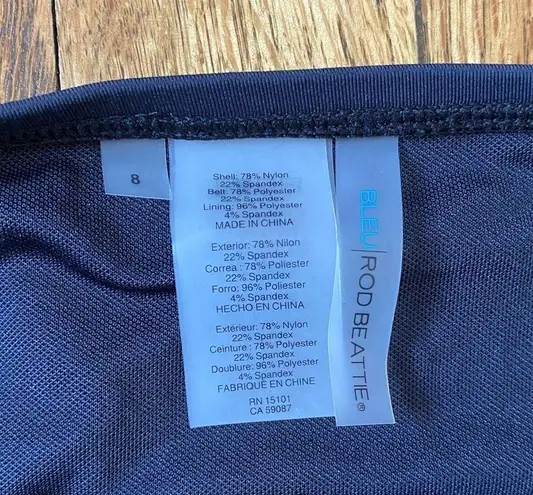 8
Shell: 78% Nylon
22% Spandex
Belt: 78% Polyester
22% Spandex
Lining: 96% Polyester
4% Spandex
MADE IN CHINA
Exterior: 78% Nilon
22% Spandex
Correa : 78% Poliester
22% Spandex
Forro: 96% Poliester
4% Spandex
HECHO EN CHINA
Extérieur: 78% Nylon
22% Spandex
Ceinture : 78% Polyester
22% Spandex
Doublure: 96% Polyester
4% Spandex
FABRIQUÉ EN CHINE
RN 15101
CA 59087
BLEU|ROD BEATTIE®